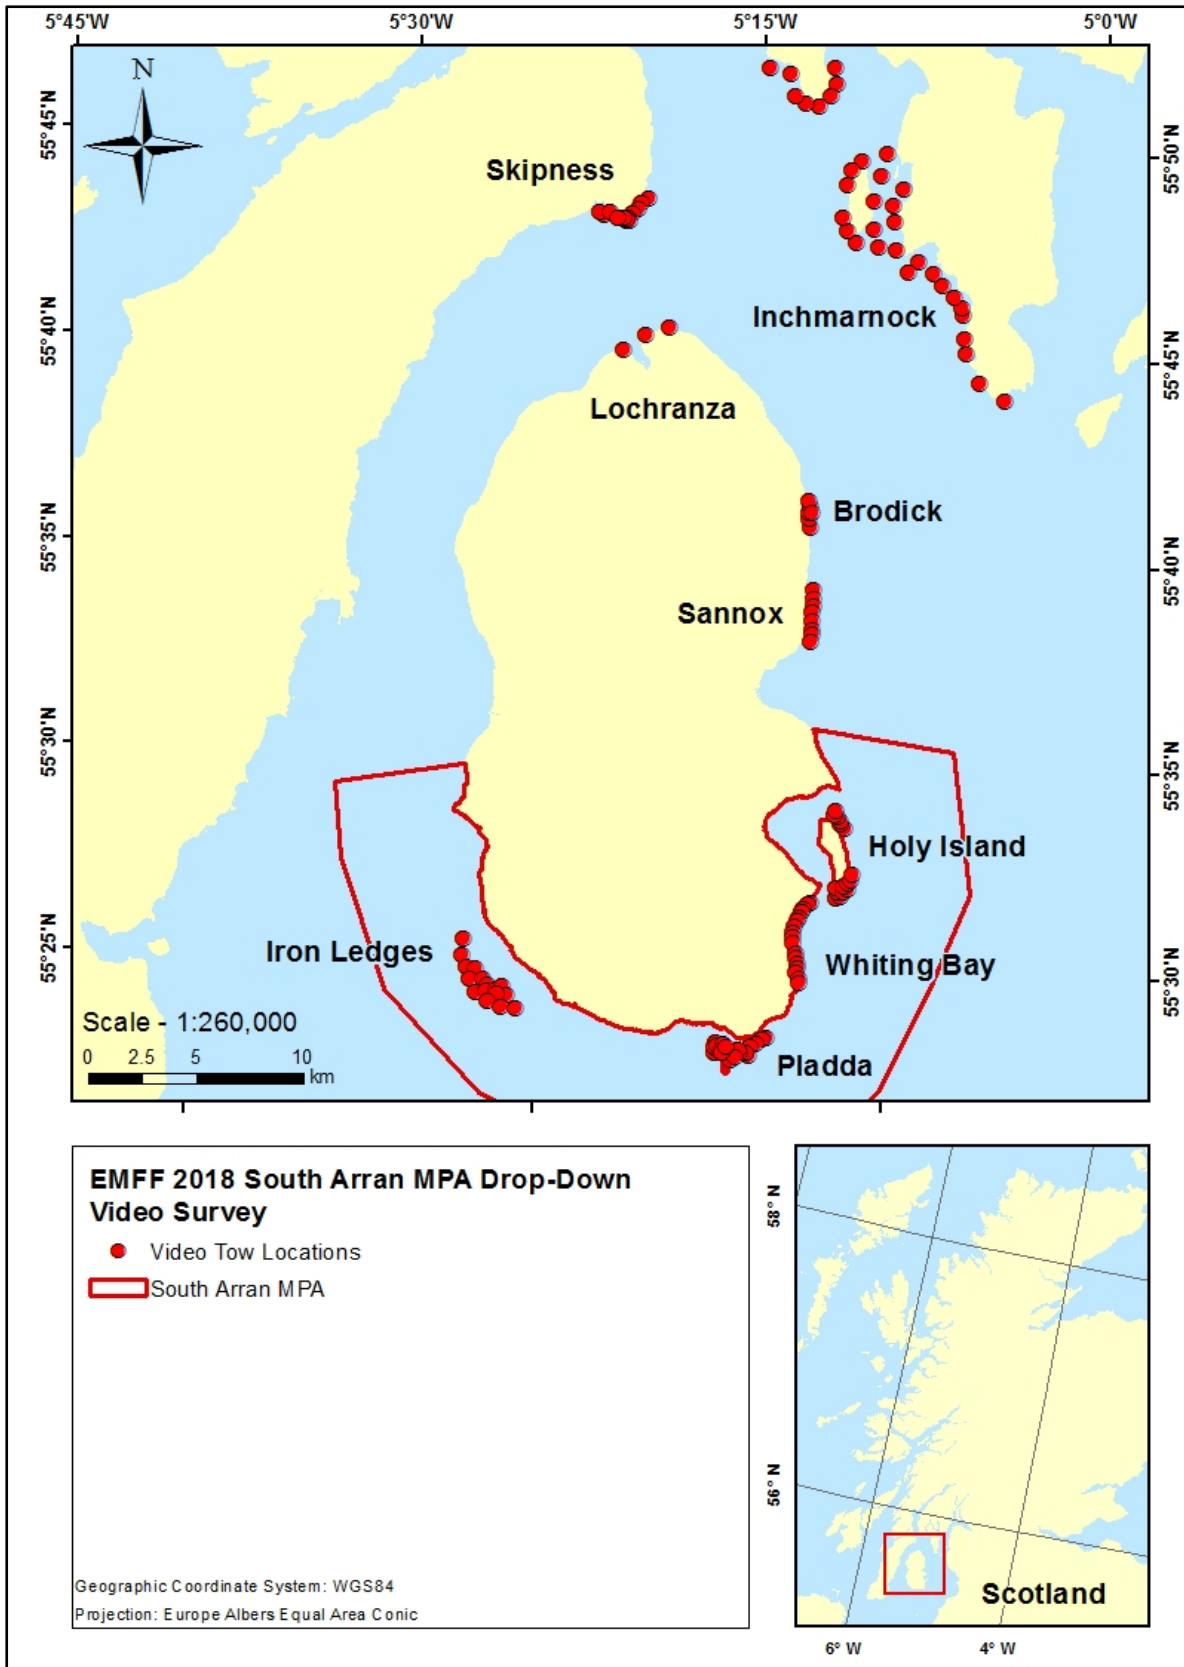 5°45'W
5°30'W
5°15'W
5°0'W
N
55°45'N
55°50'N
Skipness
Inchmarnock
55°40'N
55°45'N
Lochranza
Brodick
55°35'N
55°40'N
Sannox
55°30'N
55°35'N
Holy Island
Iron Ledges
55°25'N
Whiting Bay
55°30'N
Scale - 1:260,000
0 2.5 5 10
km
Pladda
EMFF 2018 South Arran MPA Drop-Down
Video Survey
Video Tow Locations
South Arran MPA
Geographic Coordinate System: WGS84
Projection: Europe Albers Equal Area Conic
58° N
56° N
Scotland
6° W
4° W